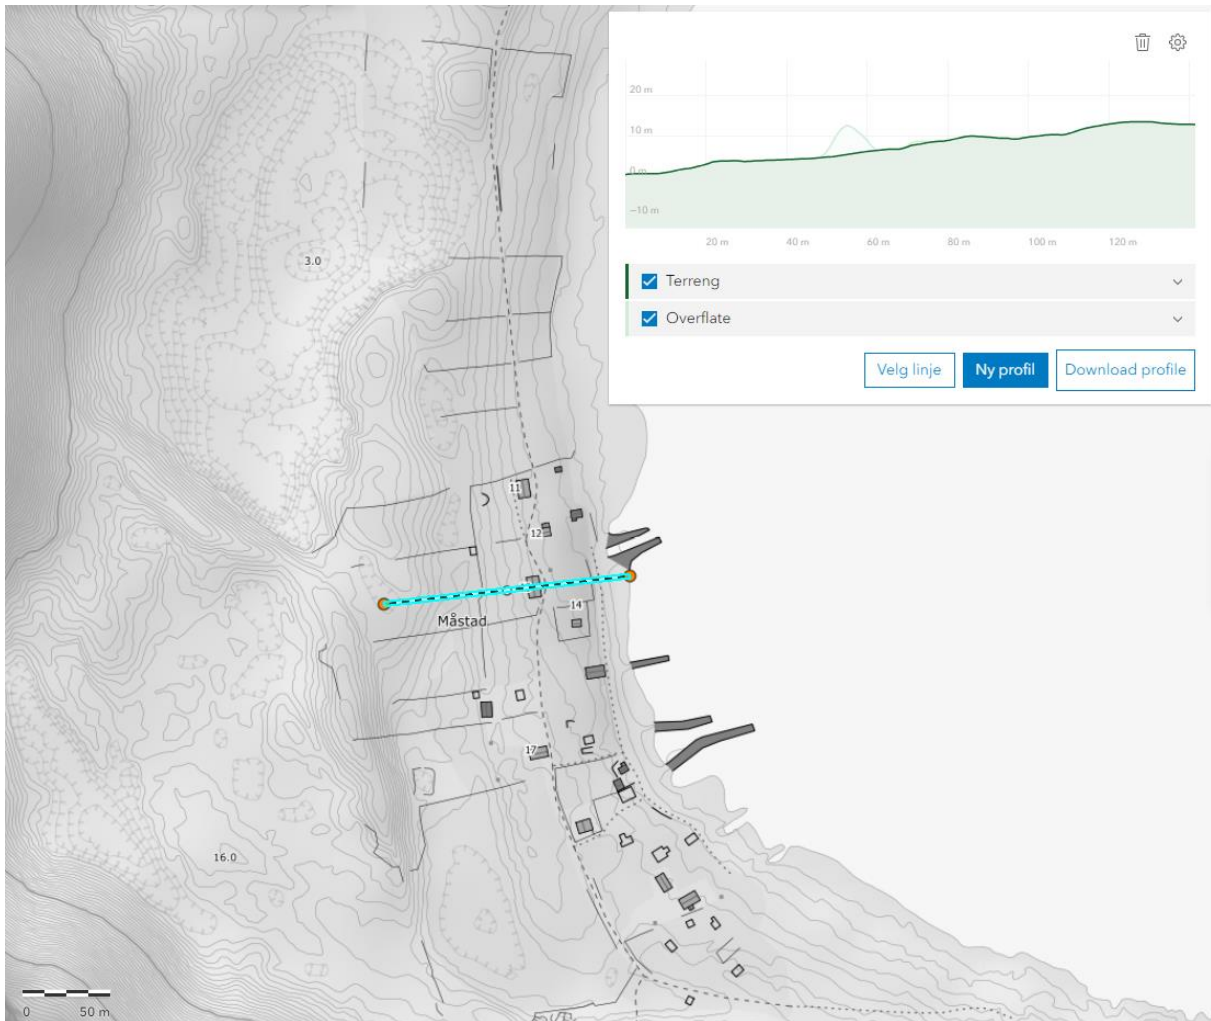 20 m
10 m
0 m
−10 m
20 m 40 m 60 m 80 m 100 m 120 m
Terreng
Overflate
Velg linje Ny profil Download profile
3.0
11
12
14
Måstad
17
16.0
0 50 m